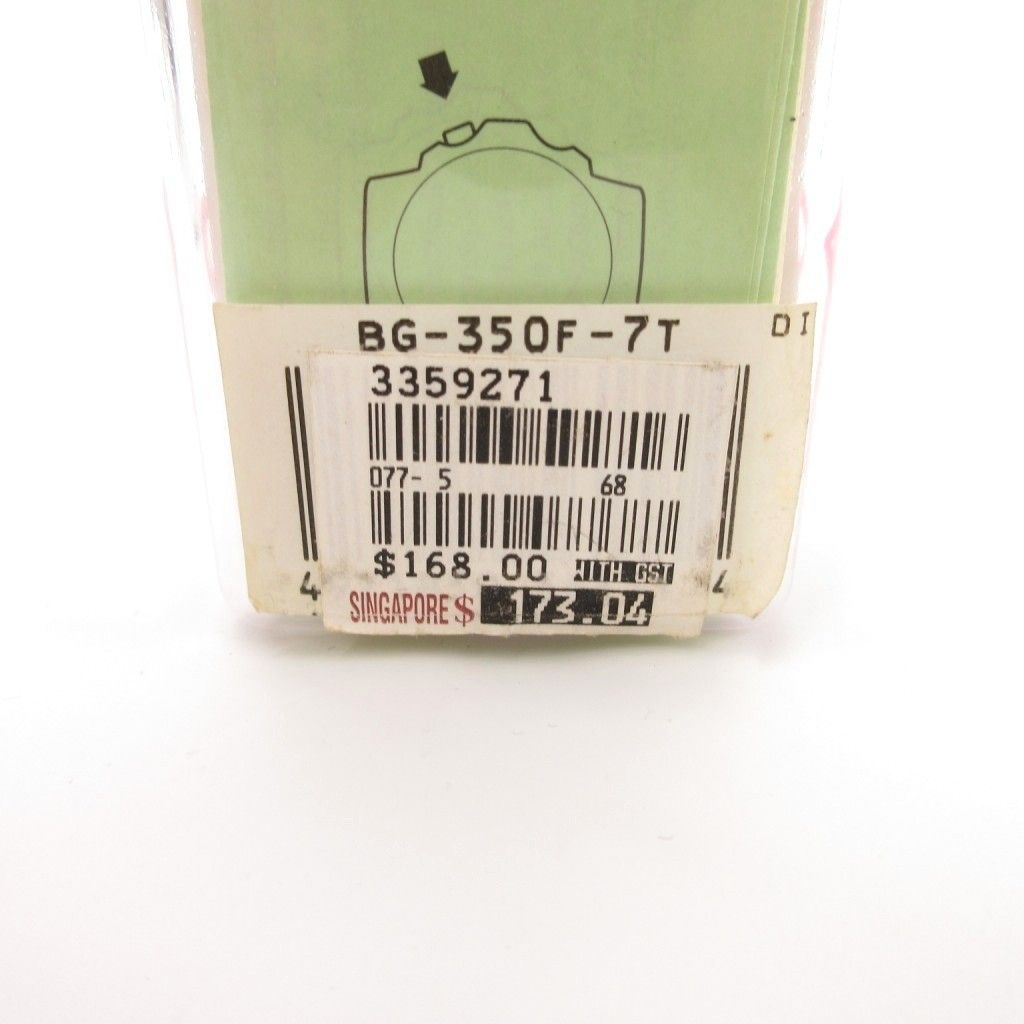 BG-350F-7T
DI
3359271
077- 5 68
$168.00 WITH GST
4 4
SINGAPORE $ 173.04